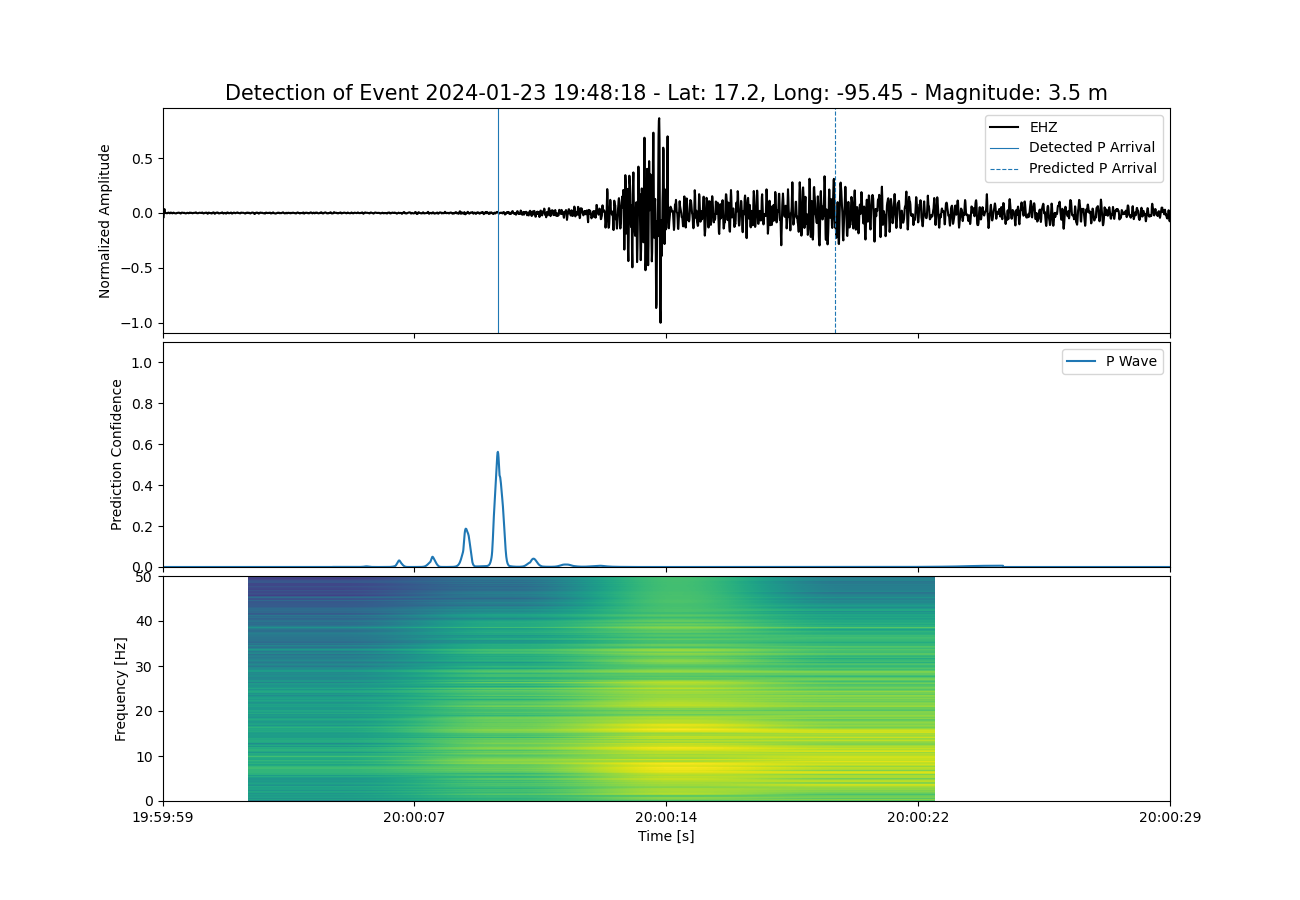 Detection of Event 2024-01-23 19:48:18 - Lat: 17.2, Long: -95.45 - Magnitude: 3.5 m
Normalized Amplitude
0.5
0.0
−0.5
−1.0
EHZ
Detected P Arrival
Predicted P Arrival
Prediction Confidence
1.0
0.8
0.6
0.4
0.2
0.0
P Wave
Frequency [Hz]
50
40
30
20
10
0
19:59:59 20:00:07 20:00:14 20:00:22 20:00:29
Time [s]